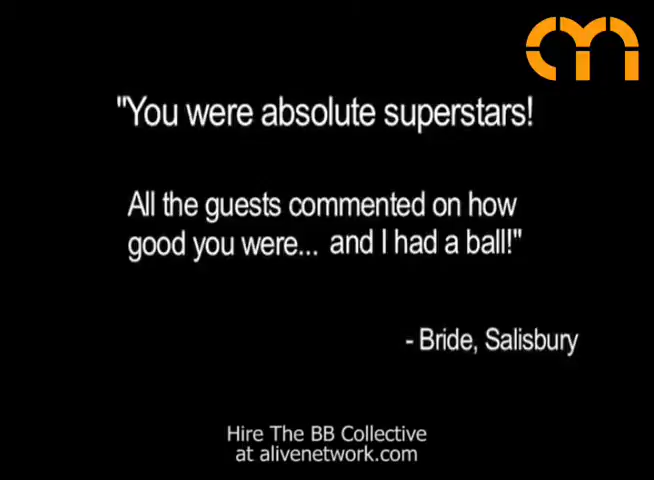 "You were absolute superstars!
All the guests commented on how
good you were... and I had a ball!"
- Bride, Salisbury
Hire The BB Collective
at alivenetwork.com